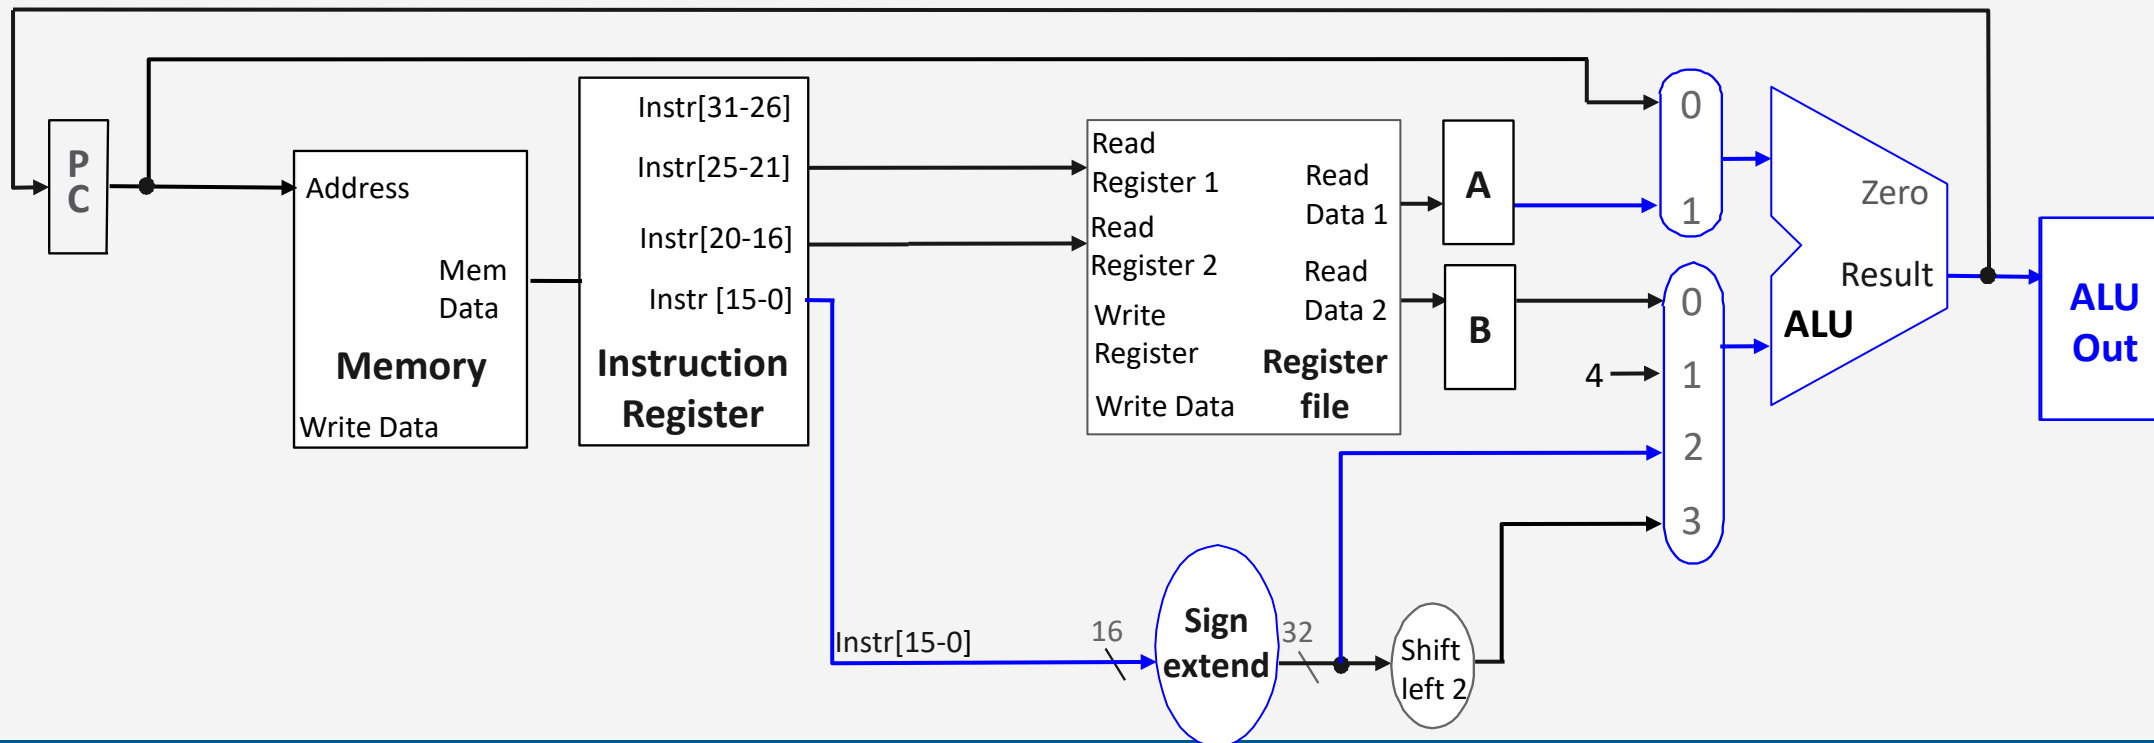 P
C
Address
Mem
Data
Memory
Write Data
Instr[31-26]
Instr[25-21]
Instr[20-16]
Instr [15-0]
Instruction
Register
Instr[15-0]
16
Sign
extend
32
Shift
left 2
Read
Register 1
Read
Register 2
Write
Register
Write Data
Read
Data 1
Read
Data 2
Register
file
A
B
4
0
1
0
1
2
3
Zero
Result
ALU
ALU
Out